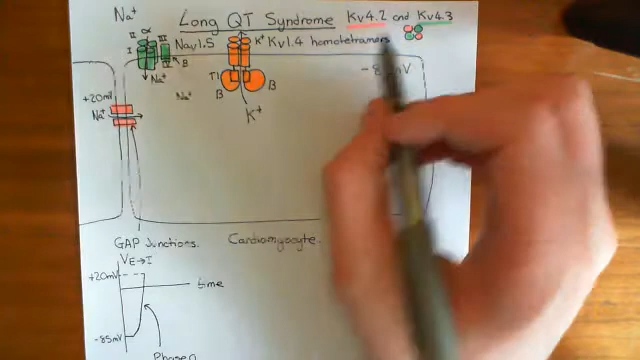 Na+
Long QT Syndrome
Kv4.2 and Kv4.3
II α III
I
IV
B
Nav1.5
Na+
K+
Kv1.4 homotetramers
T1
B
B
K+
+20mV
Na+
Na+
GAP Junctions.
Cardiomyocyte.
VE→I
+20mV
time
-85mV
Phase 0